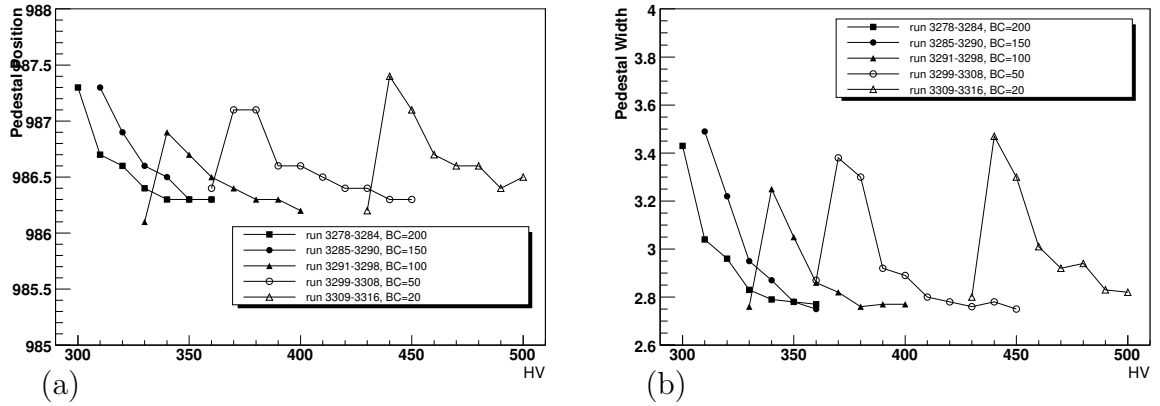 Pedestal Position
988
987.5
987
986.5
986
985.5
985
300 350 400 450 500
HV
run 3278-3284, BC=200
run 3285-3290, BC=150
run 3291-3298, BC=100
run 3299-3308, BC=50
run 3309-3316, BC=20
(a)
Pedestal Width
4
3.8
3.6
3.4
3.2
3
2.8
2.6
300 350 400 450 500
HV
run 3278-3284, BC=200
run 3285-3290, BC=150
run 3291-3298, BC=100
run 3299-3308, BC=50
run 3309-3316, BC=20
(b)